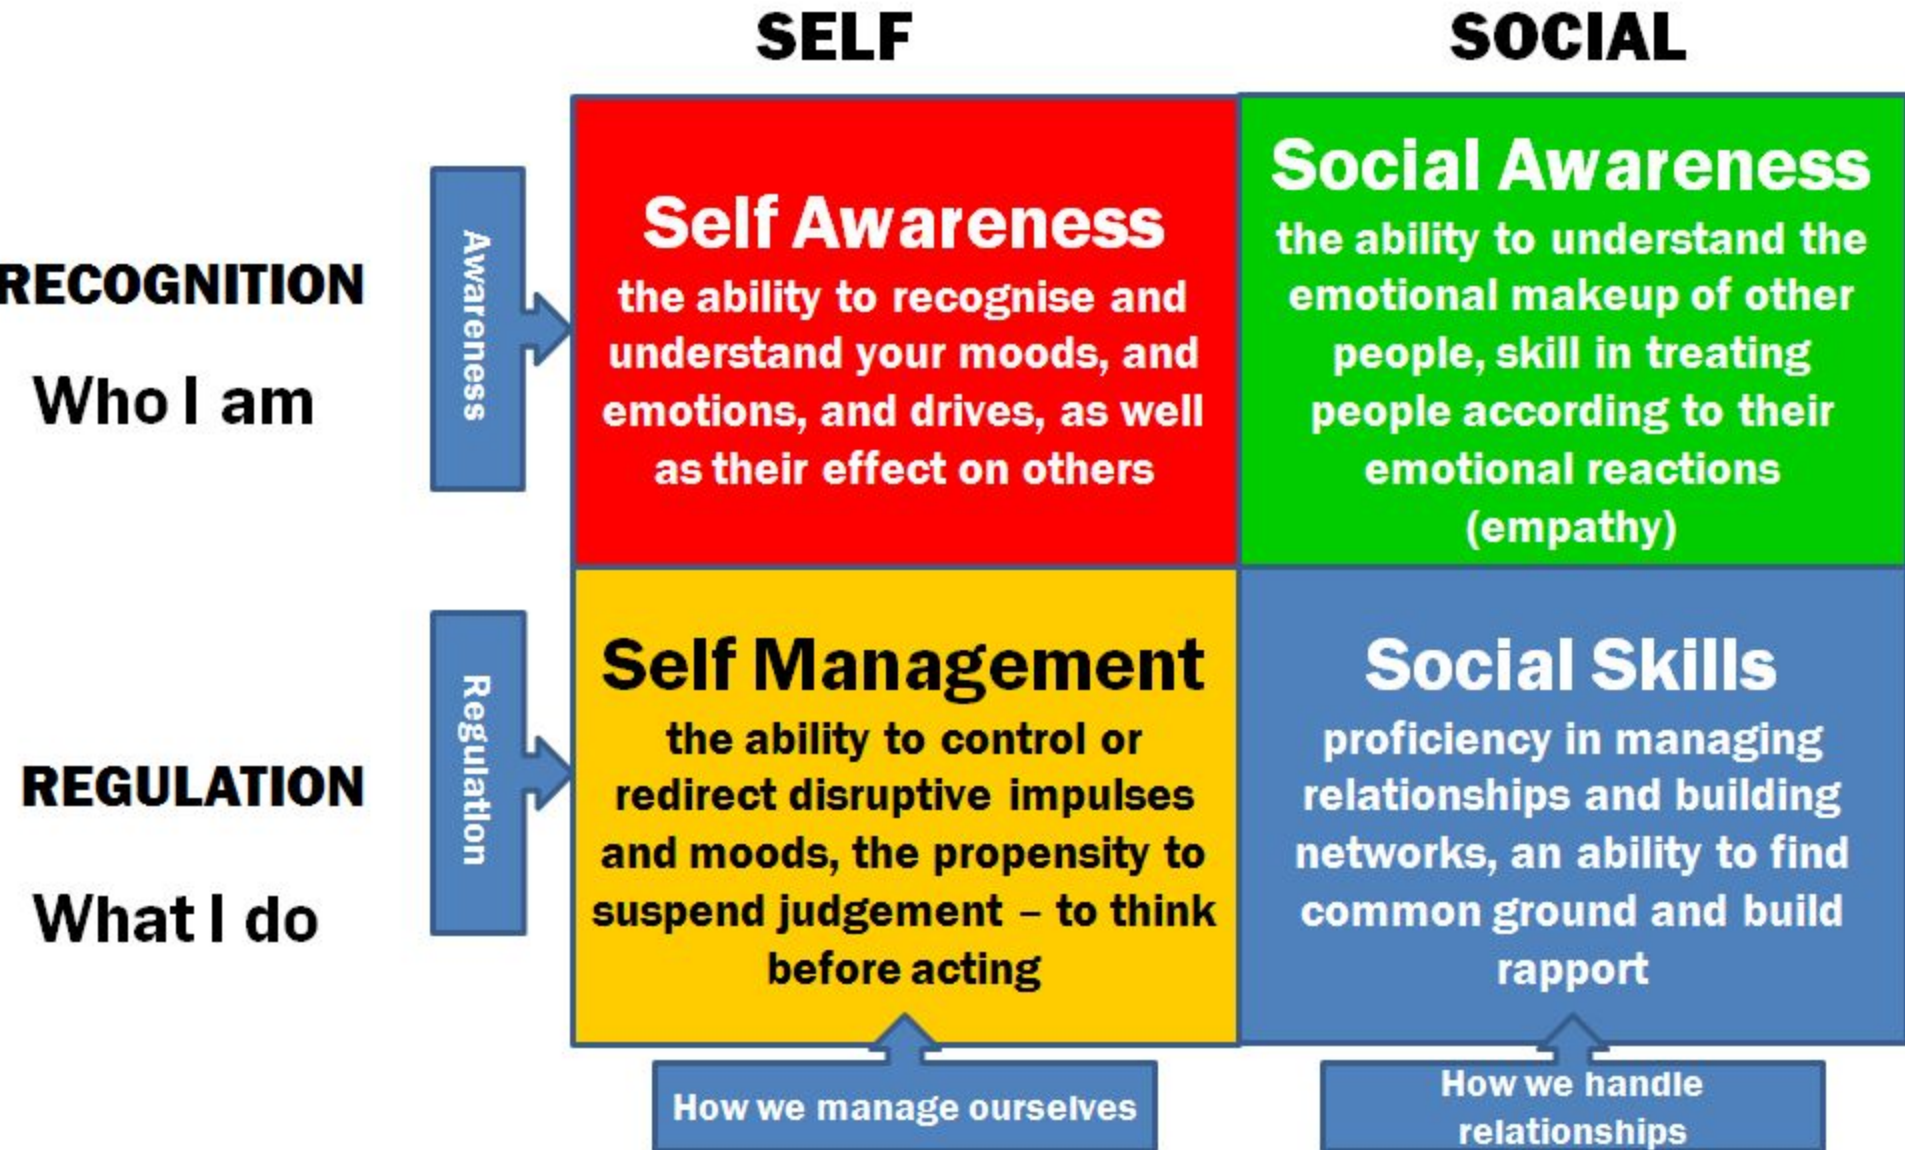 SELF
SOCIAL
RECOGNITION
Who I am
Awareness
Self Awareness
the ability to recognise and
understand your moods, and
emotions, and drives, as well
as their effect on others
Social Awareness
the ability to understand the
emotional makeup of other
people, skill in treating
people according to their
emotional reactions
(empathy)
REGULATION
What I do
Regulation
Self Management
the ability to control or
redirect disruptive impulses
and moods, the propensity to
suspend judgement – to think
before acting
Social Skills
proficiency in managing
relationships and building
networks, an ability to find
common ground and build
rapport
How we manage ourselves
How we handle
relationships